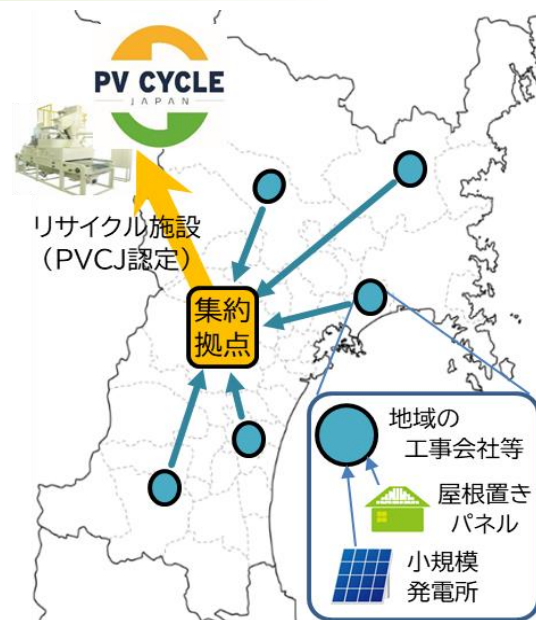 PV CYCLE
JAPAN
リサイクル施設
（PVCJ認定）
集約
拠点
地域の
工事会社等
屋根置き
パネル
小規模
発電所